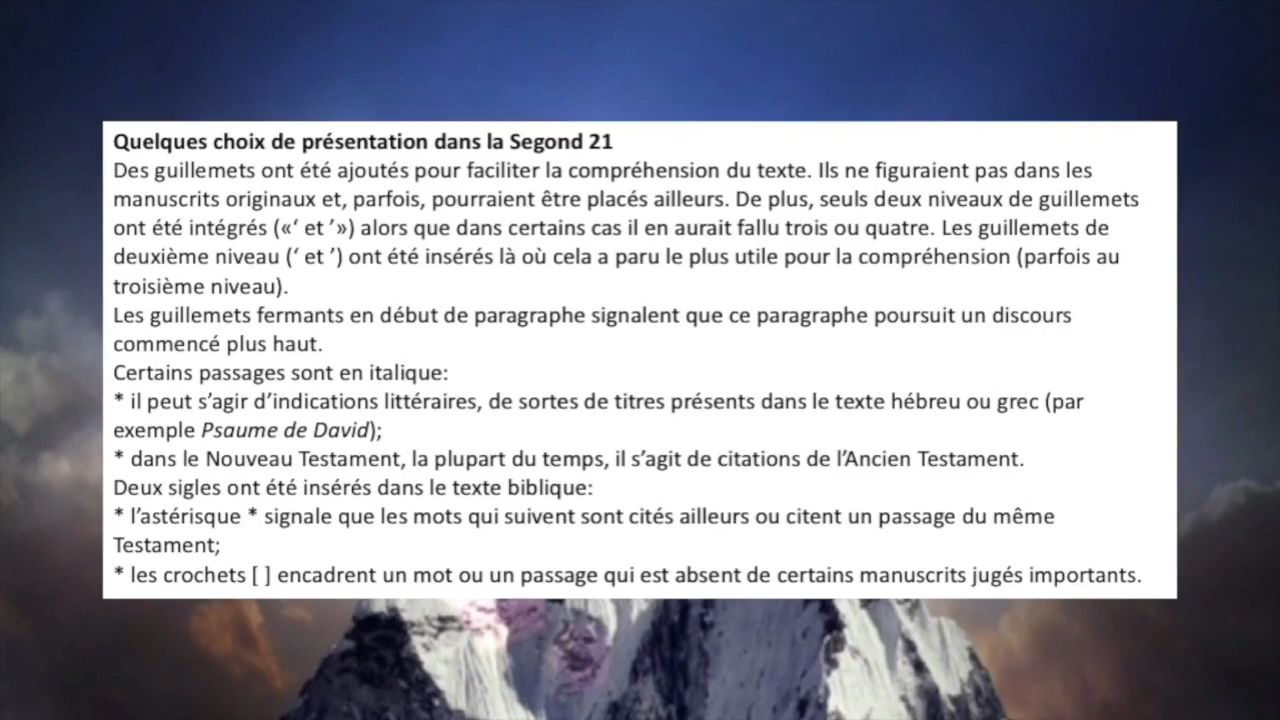 Quelques choix de présentation dans la Segond 21
Des guillemets ont été ajoutés pour faciliter la compréhension du texte. Ils ne figuraient pas dans les
manuscrits originaux et, parfois, pourraient être placés ailleurs. De plus, seuls deux niveaux de guillemets
ont été intégrés («‘ et ’») alors que dans certains cas il en aurait fallu trois ou quatre. Les guillemets de
deuxième niveau (‘ et ’) ont été insérés là où cela a paru le plus utile pour la compréhension (parfois au
troisième niveau).
Les guillemets fermants en début de paragraphe signalent que ce paragraphe poursuit un discours
commencé plus haut.
Certains passages sont en italique:
* il peut s’agir d’indications littéraires, de sortes de titres présents dans le texte hébreu ou grec (par
exemple Psaume de David);
* dans le Nouveau Testament, la plupart du temps, il s’agit de citations de l’Ancien Testament.
Deux sigles ont été insérés dans le texte biblique:
* l’astérisque * signale que les mots qui suivent sont cités ailleurs ou citent un passage du même
Testament;
* les crochets [ ] encadrent un mot ou un passage qui est absent de certains manuscrits jugés importants.